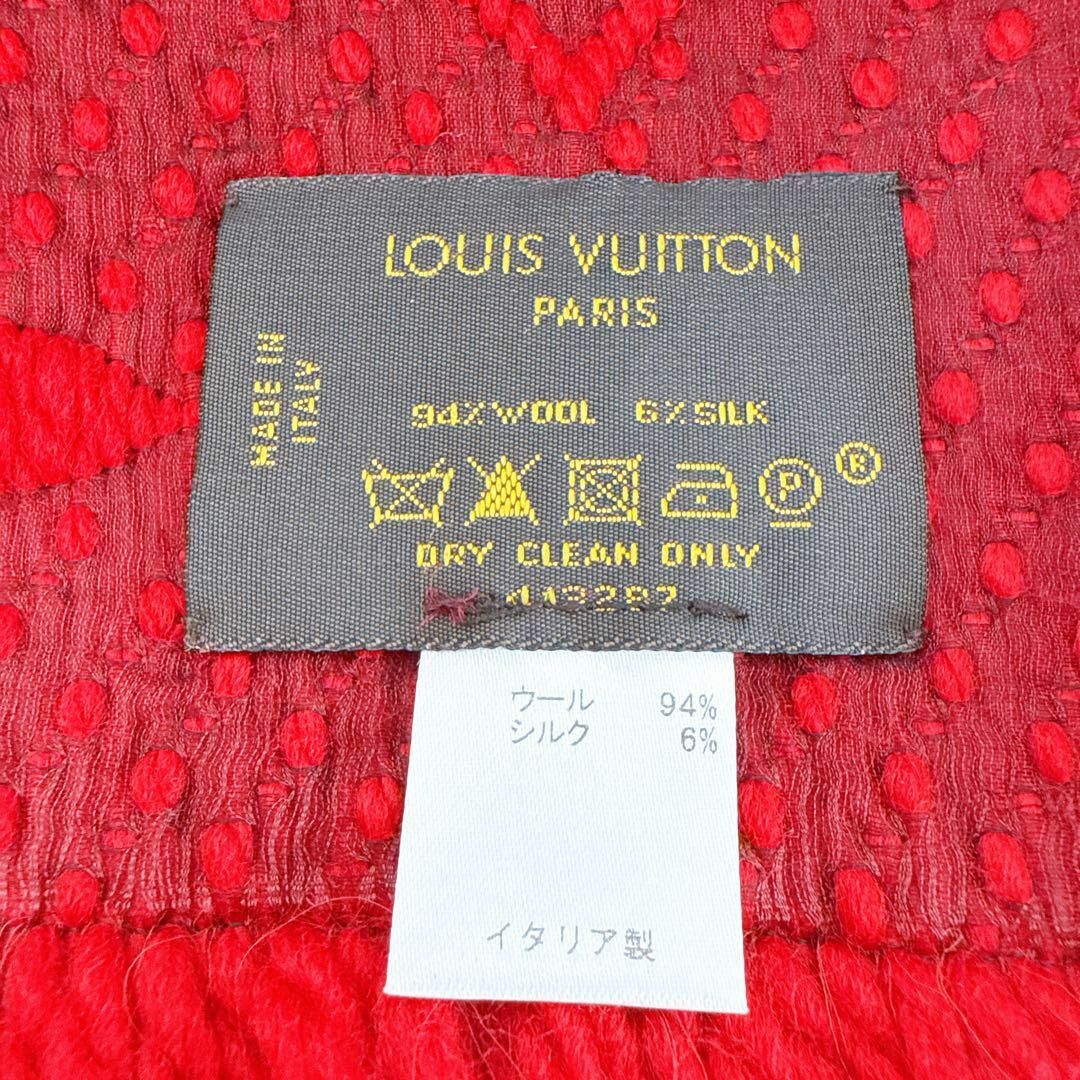 LOUIS VUITTON
PARIS
MADE IN
ITALY
94% WOOL 6% SILK
P
®
DRY CLEAN ONLY
413287
ウール 94%
シルク 6%
イタリア製